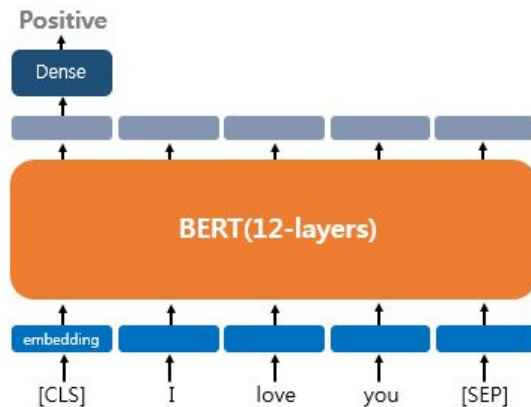 Positive
Dense
BERT(12-layers)
embedding
[CLS] I love you [SEP]